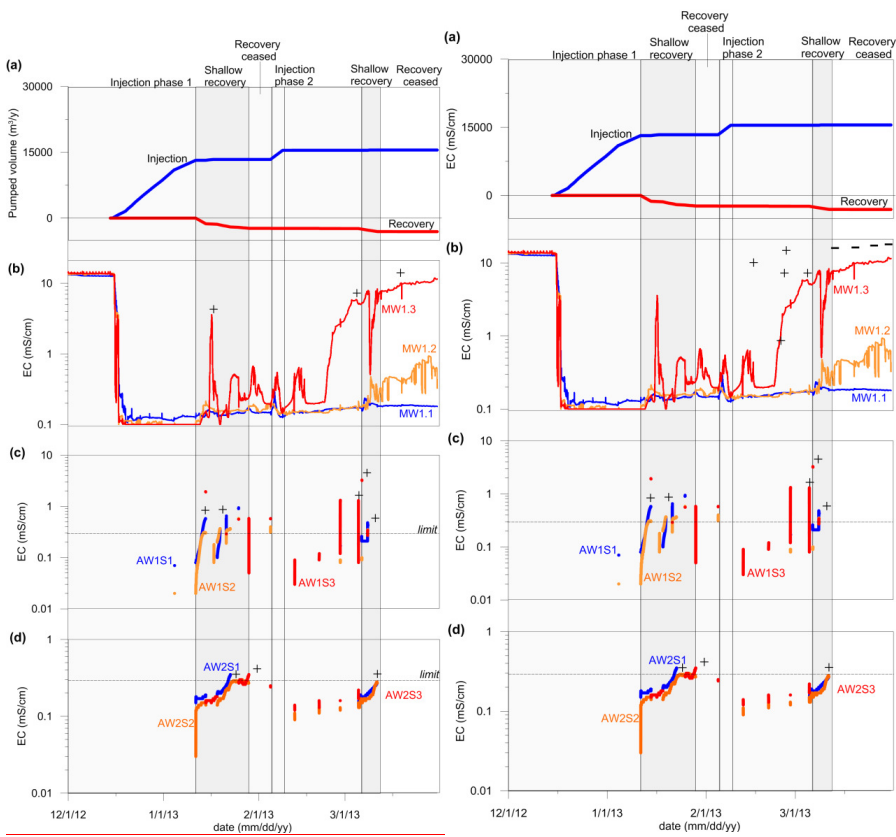 Recovery
ceased
Injection phase 1
Shallow
recovery
Injection
phase 2
Shallow
recovery
Recovery
ceased
(a)
30000
15000
0
Pumped volume (m³/y)
Injection
Recovery
(b)
10
1
0.1
EC (mS/cm)
MW1.3
MW1.2
MW1.1
(c)
10
1
0.1
0.01
EC (mS/cm)
limit
AW1S1
AW1S2
AW1S3
(d)
1
0.1
0.01
EC (mS/cm)
limit
AW2S1
AW2S2
AW2S3
12/1/12
1/1/13
2/1/13
3/1/13
date (mm/dd/yy)
Recovery
ceased
Injection phase 1
Shallow
recovery
Injection
phase 2
Shallow
recovery
Recovery
ceased
(a)
30000
15000
0
EC (mS/cm)
Injection
Recovery
(b)
10
1
0.1
EC (mS/cm)
MW1.3
MW1.2
MW1.1
(c)
10
1
0.1
0.01
EC (mS/cm)
AW1S1
AW1S2
AW1S3
(d)
1
0.1
0.01
EC (mS/cm)
AW2S1
AW2S2
AW2S3
12/1/12
1/1/13
2/1/13
3/1/13
date (mm/dd/yy)